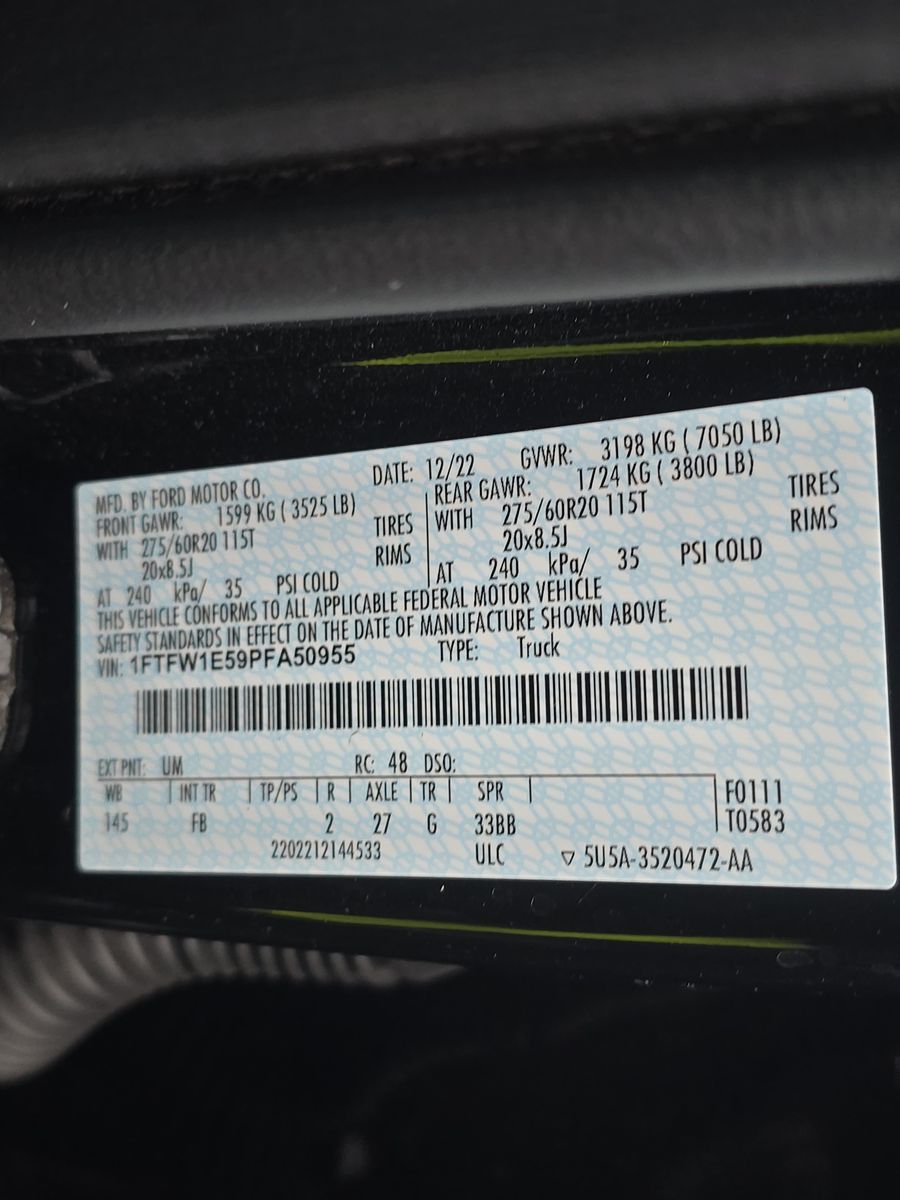 MFD. BY FORD MOTOR CO. DATE: 12/22 GVWR: 3198 KG ( 7050 LB)
FRONT GAWR: 1599 KG ( 3525 LB) REAR GAWR: 1724 KG ( 3800 LB)
WITH 275/60R20 115T TIRES WITH 275/60R20 115T TIRES
20x8.5J RIMS 20x8.5J RIMS
AT 240 kPa/ 35 PSI COLD AT 240 kPa/ 35 PSI COLD
THIS VEHICLE CONFORMS TO ALL APPLICABLE FEDERAL MOTOR VEHICLE
SAFETY STANDARDS IN EFFECT ON THE DATE OF MANUFACTURE SHOWN ABOVE.
VIN: 1FTFW1E59PFA50955 TYPE: Truck
EXT PNT: UM RC: 48 DSO:
WB INT TR TP/PS R AXLE TR SPR F0111
145 FB 2 27 G 33BB T0583
2202212144533 ULC ▽ 5U5A-3520472-AA